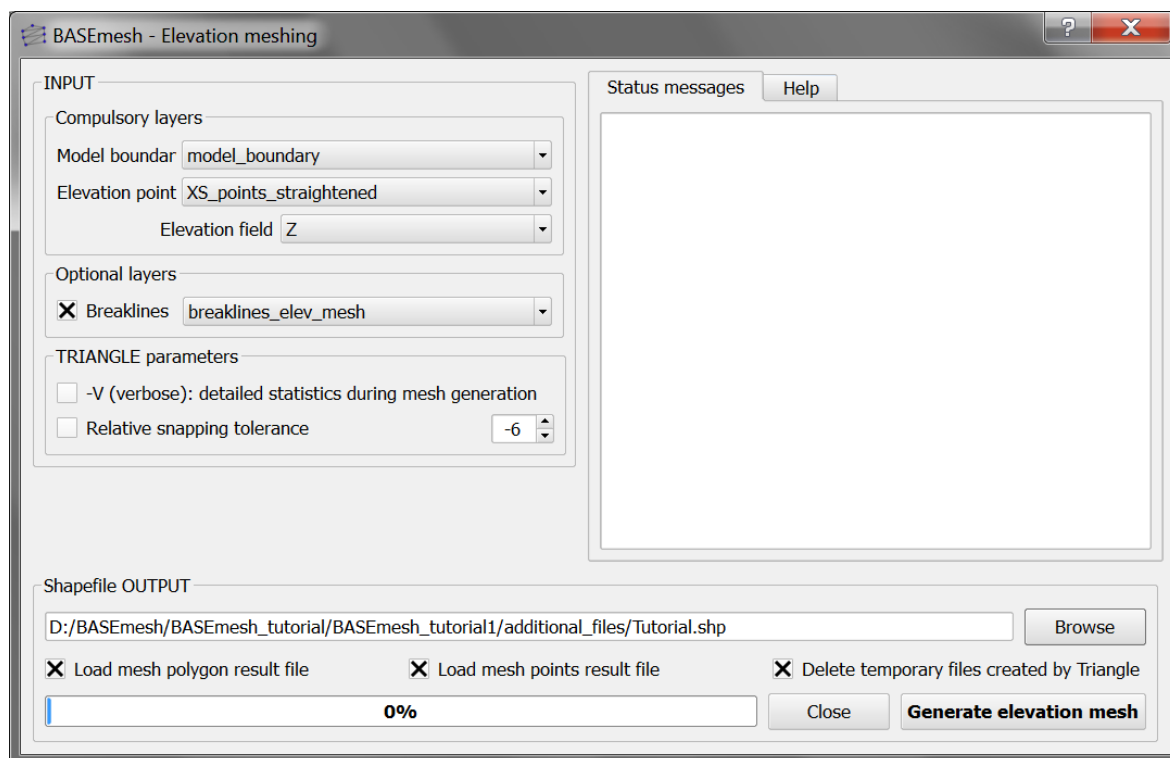 BASEmesh - Elevation meshing
?
X
INPUT
Compulsory layers
Model boundar model_boundary
Elevation point XS_points_straightened
Elevation field Z
Optional layers
Breaklines breaklines_elev_mesh
TRIANGLE parameters
-V (verbose): detailed statistics during mesh generation
Relative snapping tolerance -6
Status messages Help
Shapefile OUTPUT
D:/BASEmesh/BASEmesh_tutorial/BASEmesh_tutorial1/additional_files/Tutorial.shp Browse
Load mesh polygon result file Load mesh points result file Delete temporary files created by Triangle
0% Close Generate elevation mesh